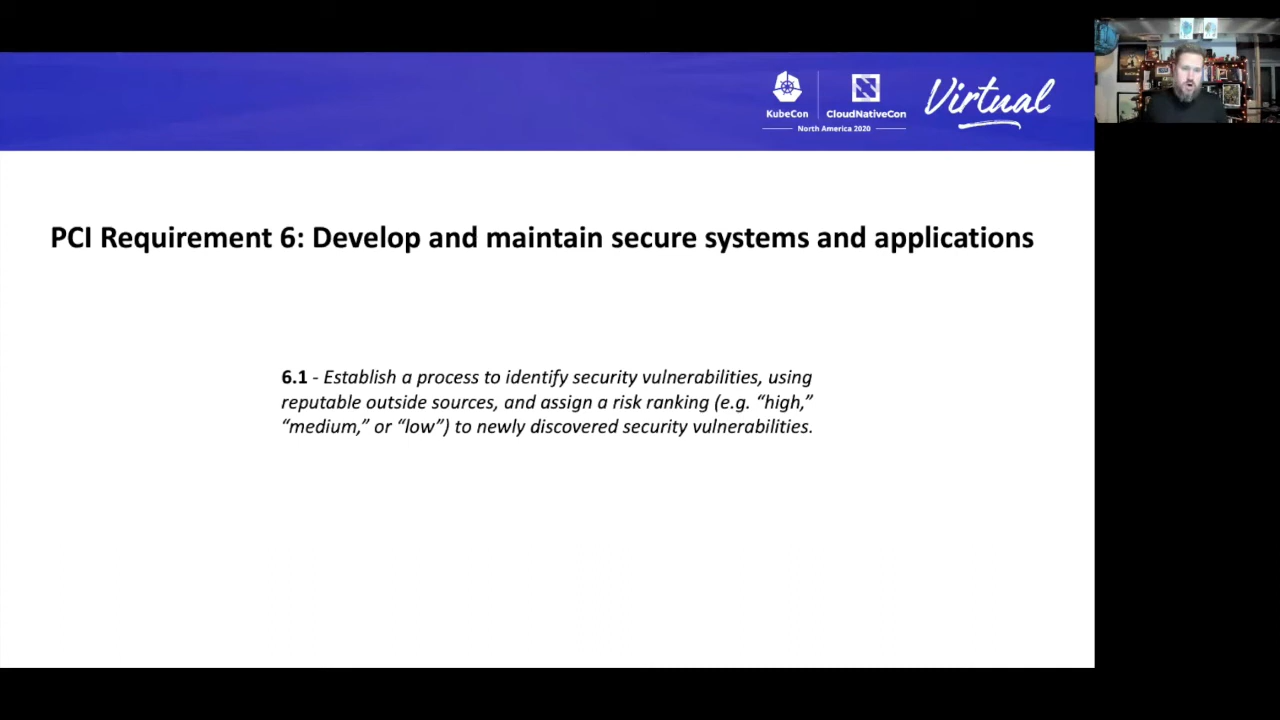 KubeCon
CloudNativeCon
North America 2020
Virtual
PCI Requirement 6: Develop and maintain secure systems and applications
6.1 - Establish a process to identify security vulnerabilities, using
reputable outside sources, and assign a risk ranking (e.g. “high,”
“medium,” or “low”) to newly discovered security vulnerabilities.